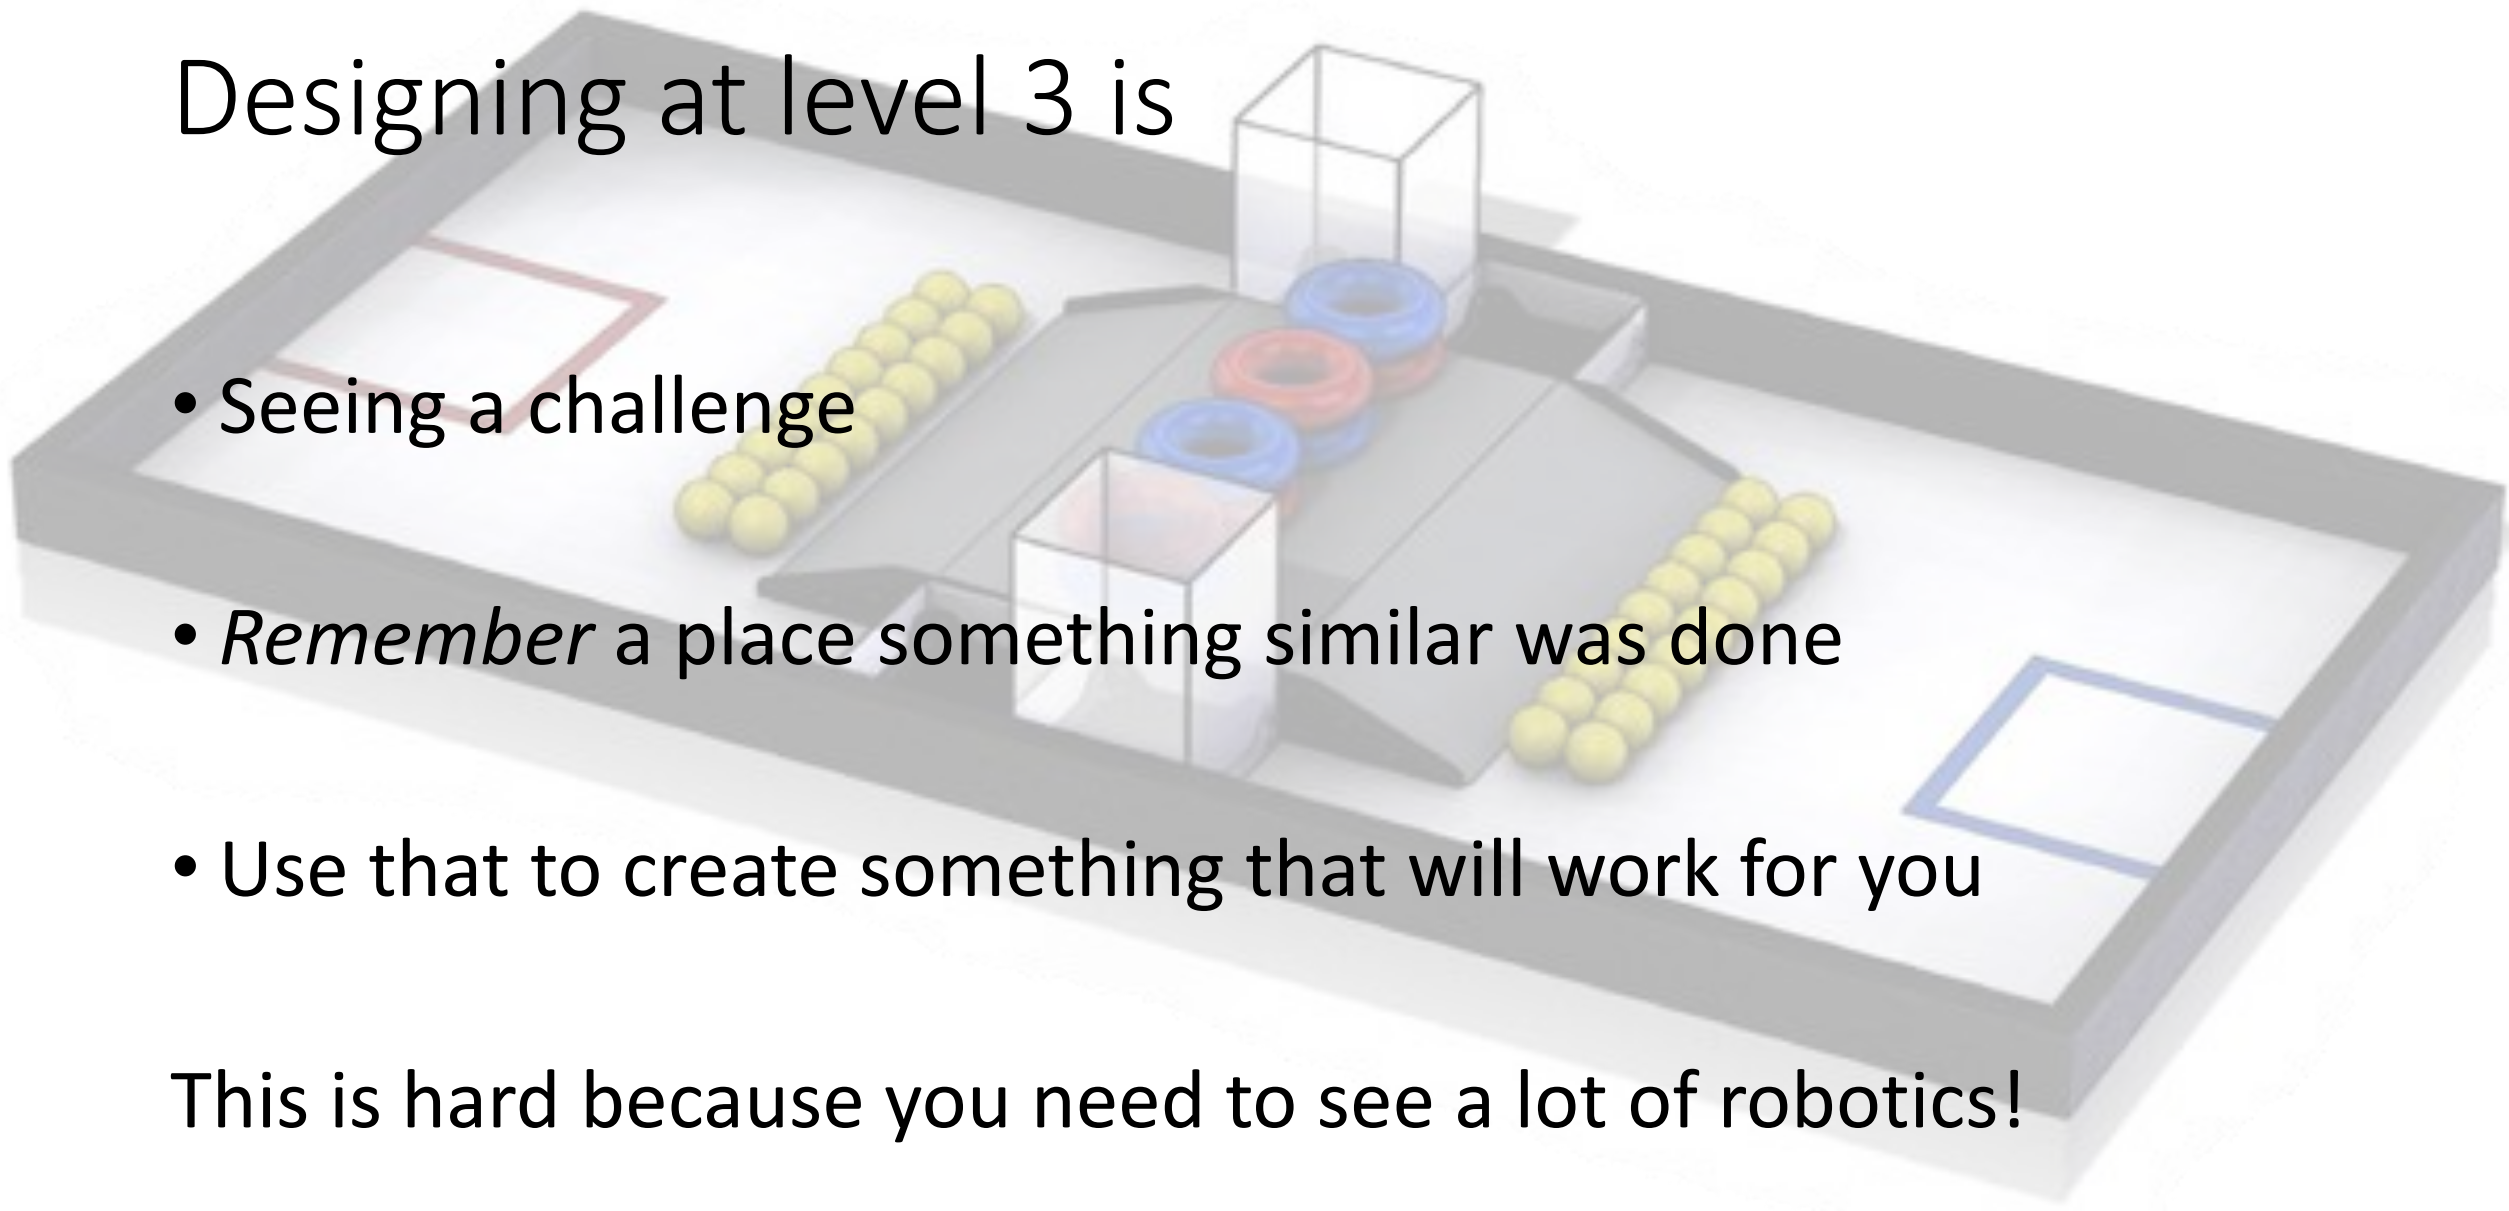 Designing at level 3 is
• Seeing a challenge
• Remember a place something similar was done
• Use that to create something that will work for you
This is hard because you need to see a lot of robotics!